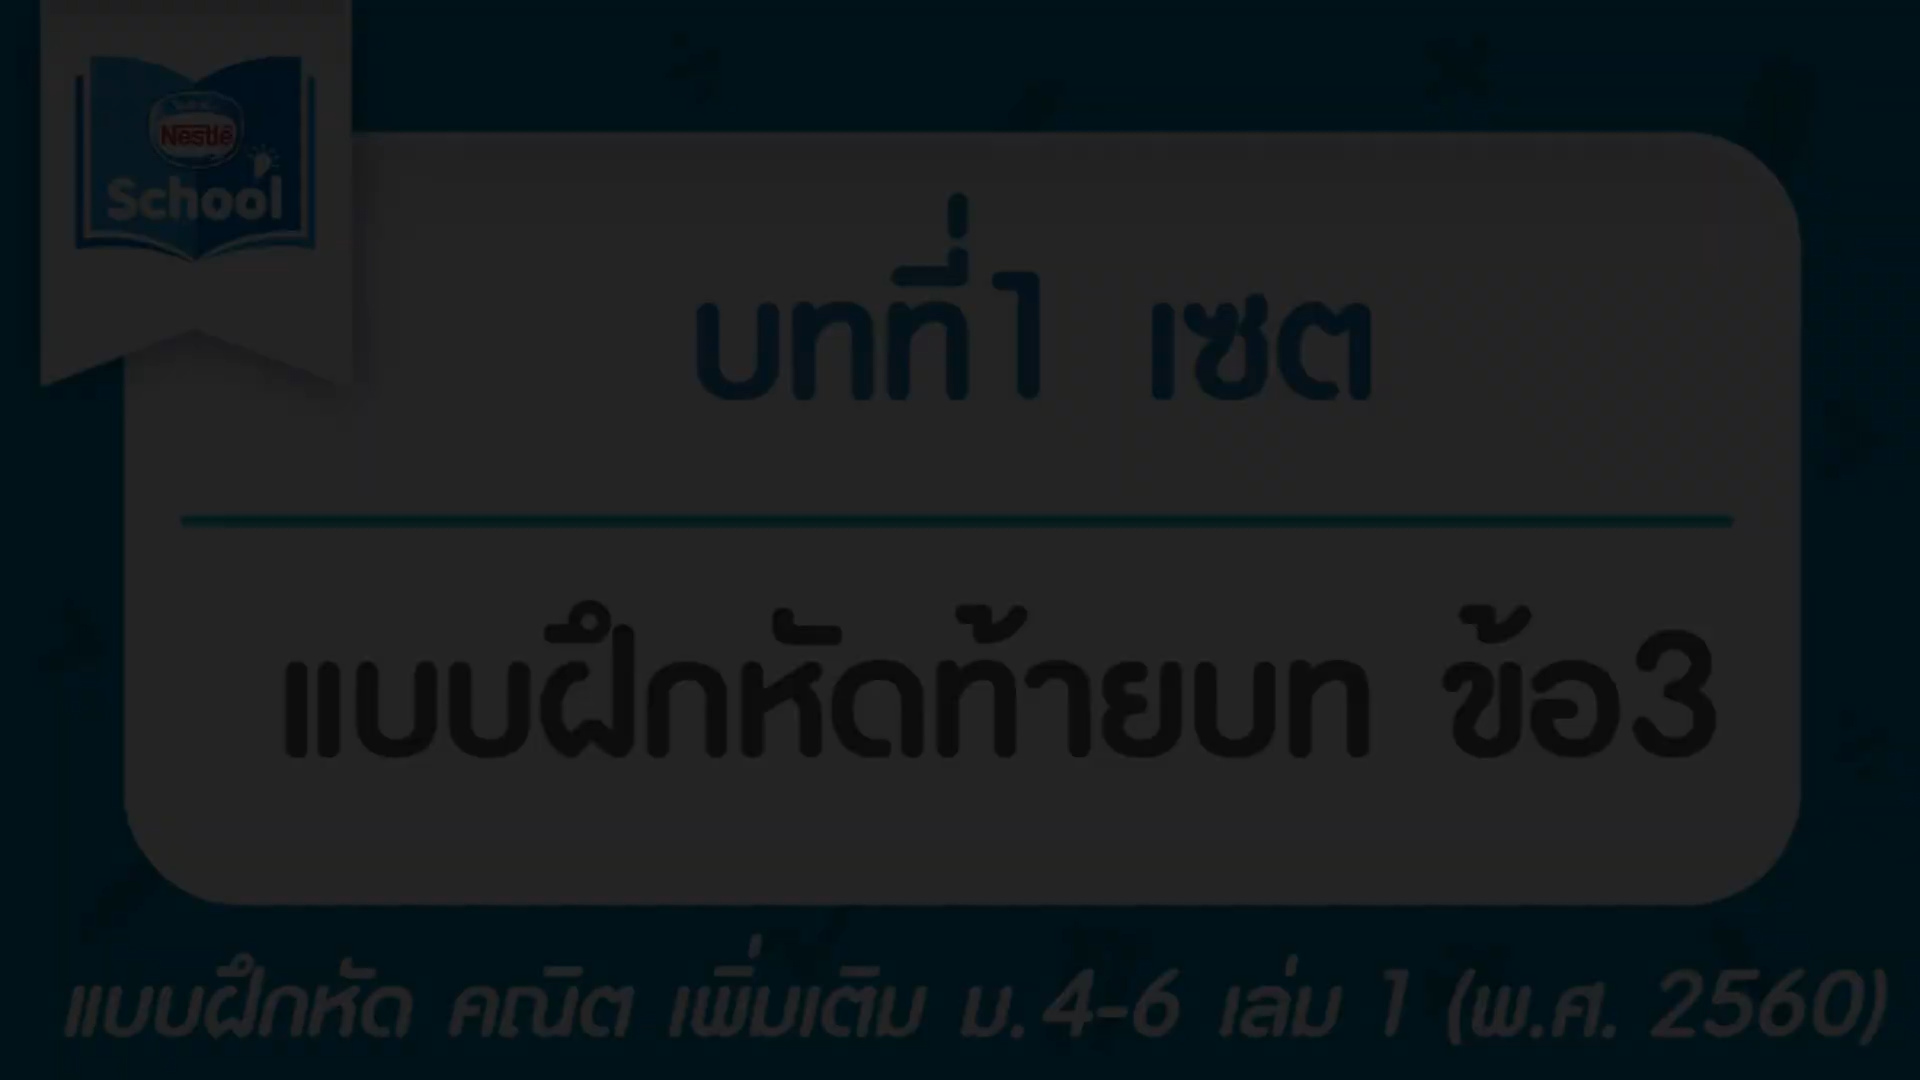 Nestlé
School
บทที่1 เซต
แบบฝึกหัดท้ายบท ข้อ3
แบบฝึกหัด คณิต เพิ่มเติม ม.4-6 เล่ม 1 (พ.ศ. 2560)